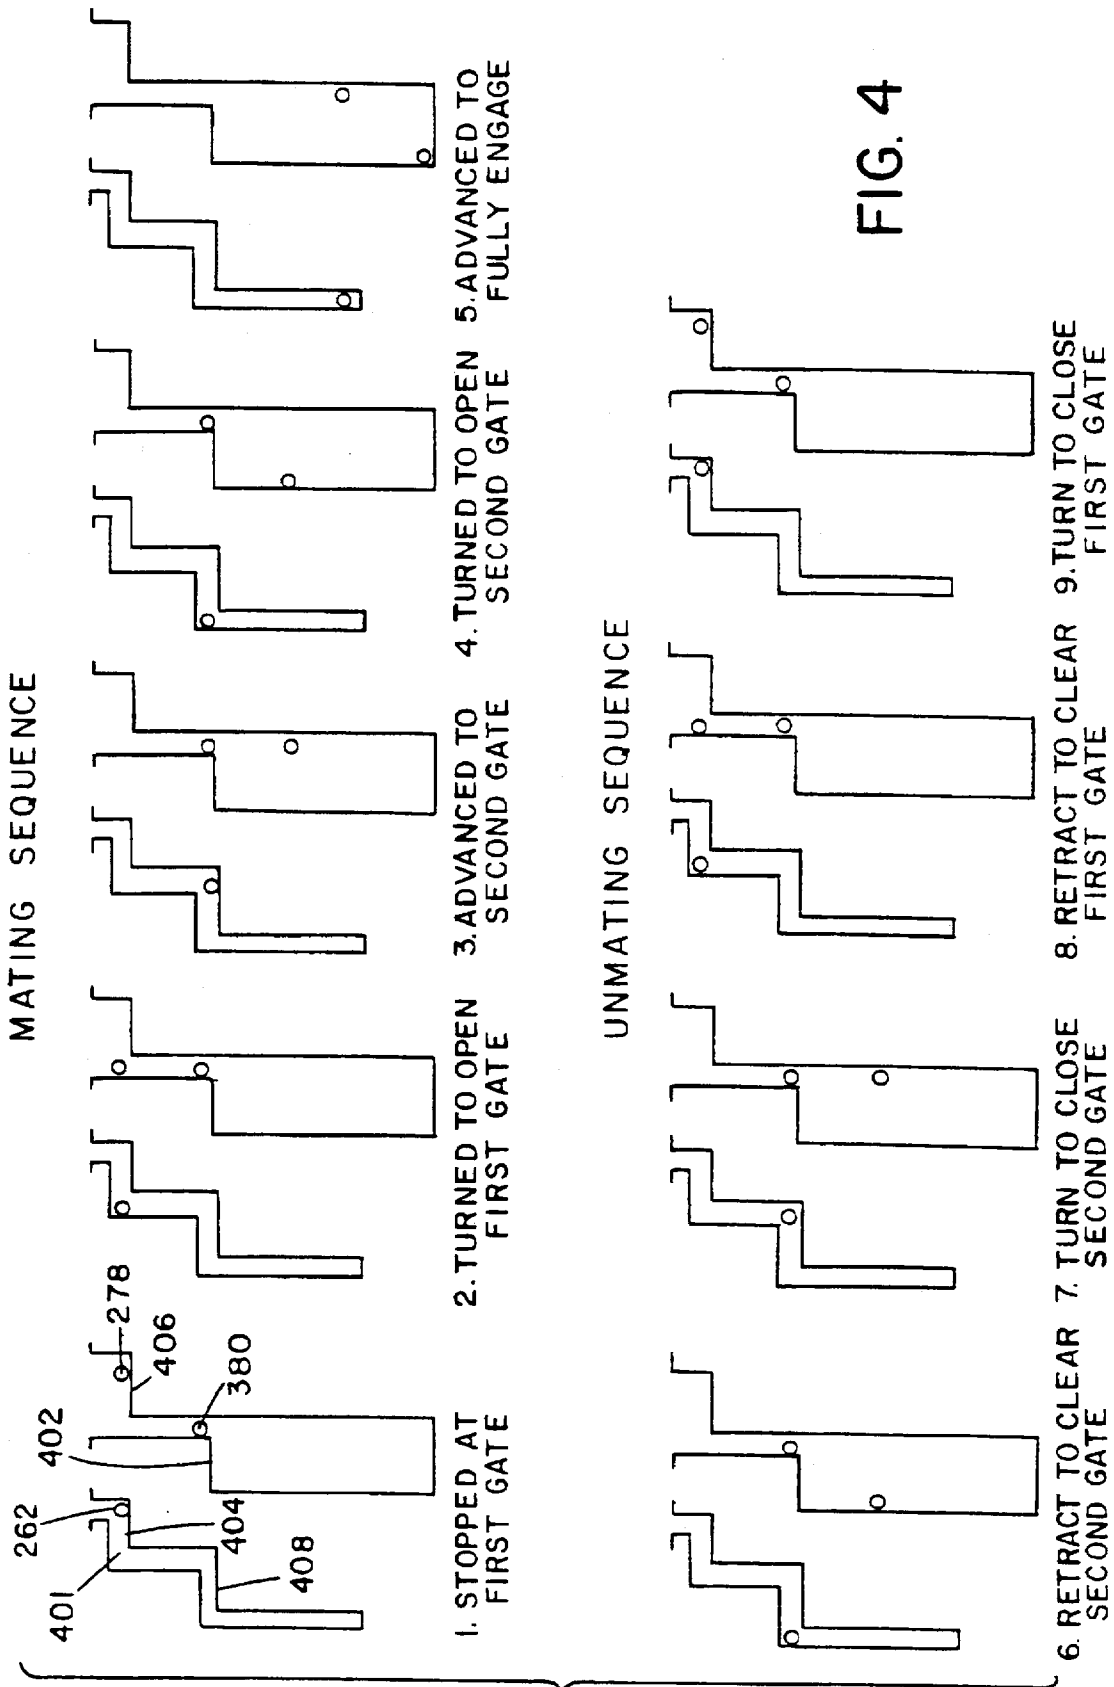 MATING SEQUENCE
262
401
404
408
402
278
406
380
1. STOPPED AT
FIRST GATE
2. TURNED TO OPEN
FIRST GATE
3. ADVANCED TO
SECOND GATE
4. TURNED TO OPEN
SECOND GATE
5. ADVANCED TO
FULLY ENGAGE
UNMATING SEQUENCE
6. RETRACT TO CLEAR
SECOND GATE
7. TURN TO CLOSE
SECOND GATE
8. RETRACT TO CLEAR
FIRST GATE
9. TURN TO CLOSE
FIRST GATE
FIG. 4